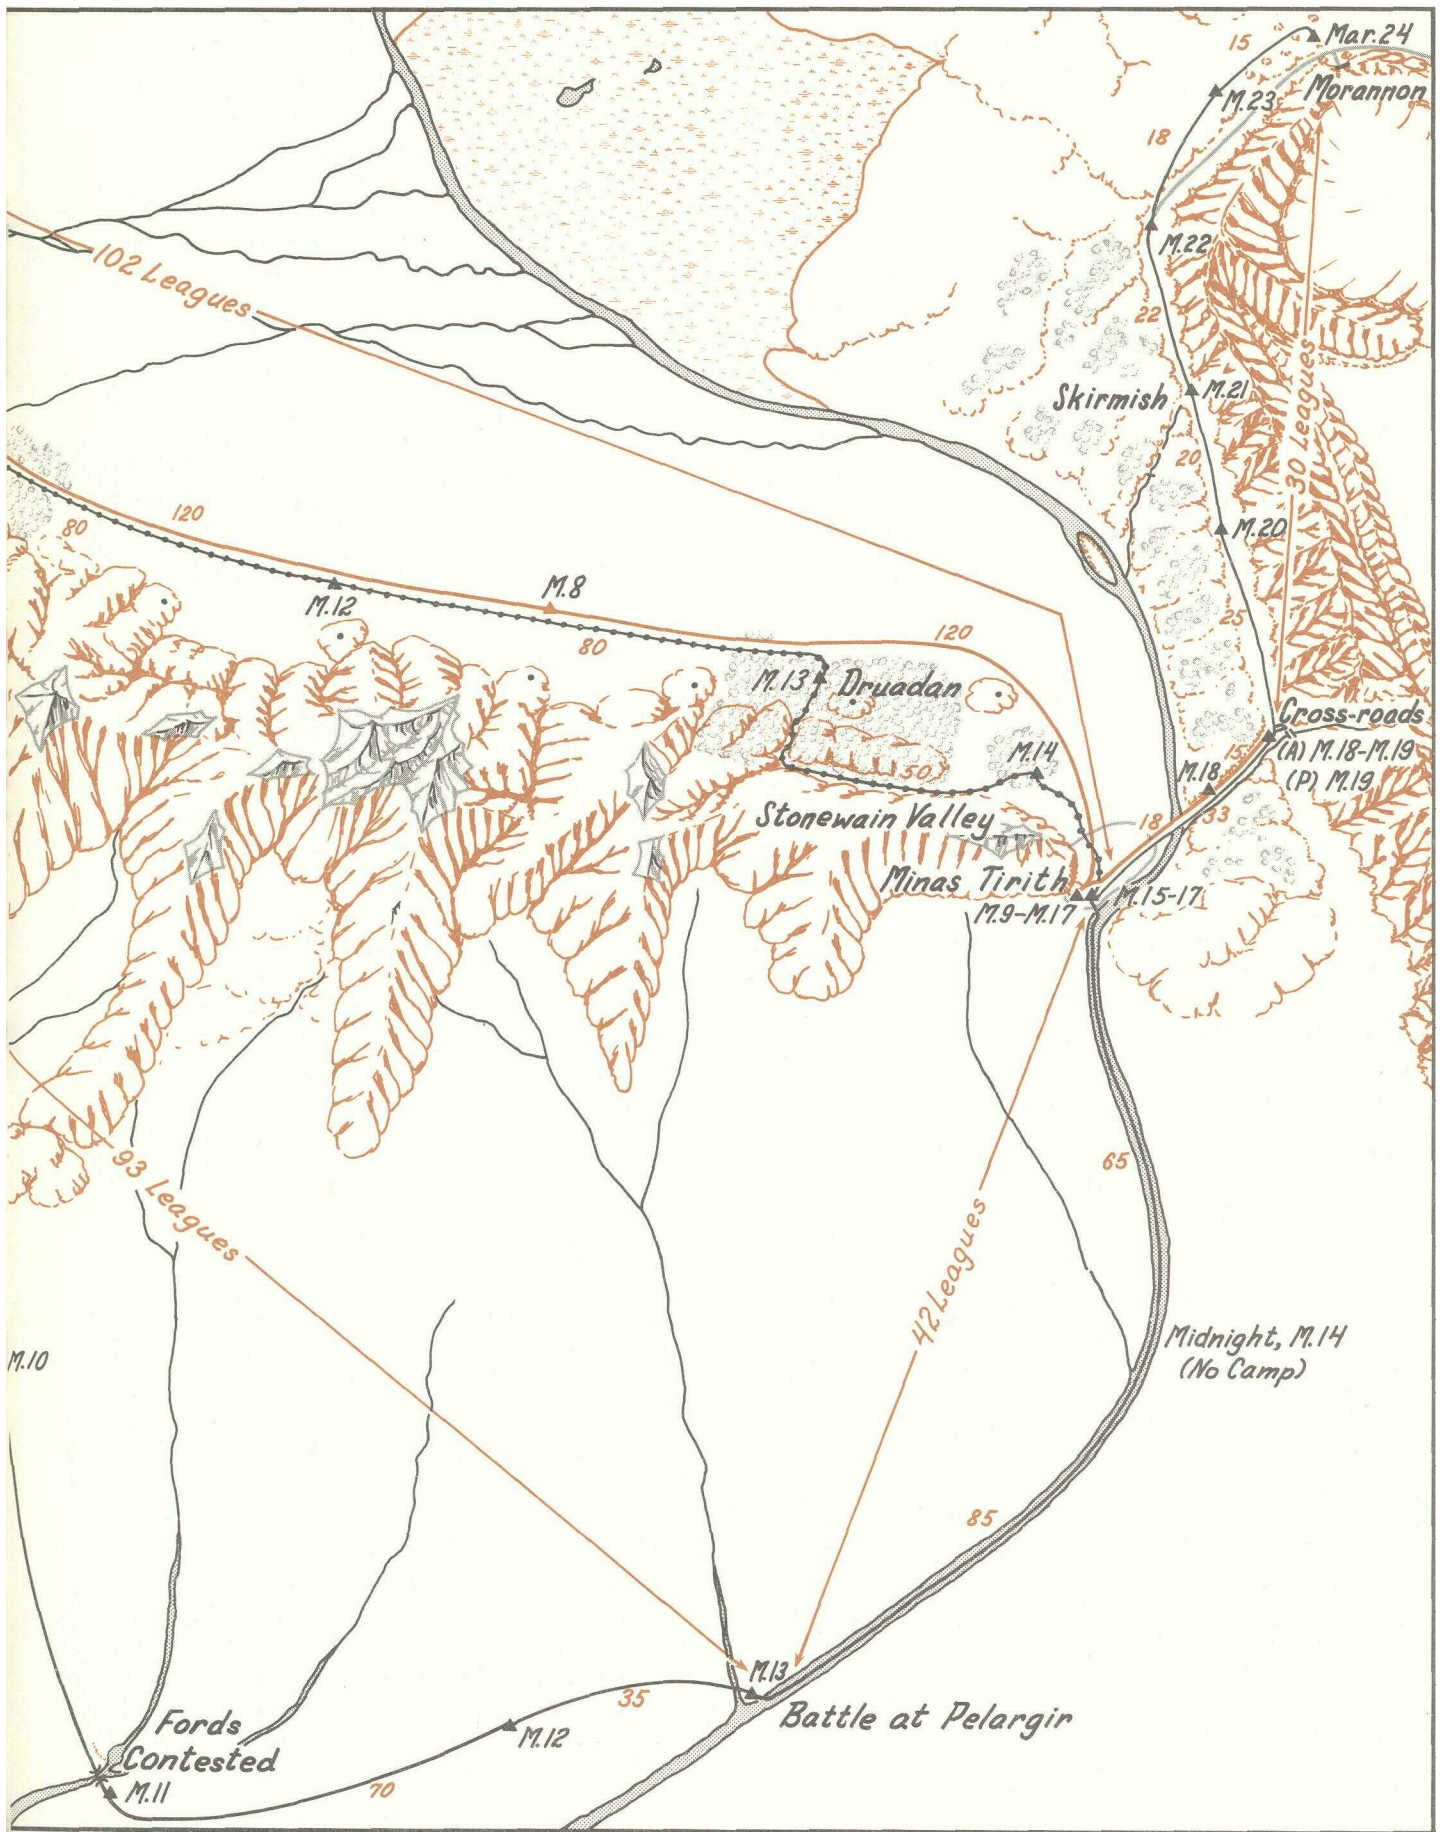 15
Mar.24
M.23
Morannon
18
M.22
102 Leagues
22
Skirmish
M.21
30 Leagues
20
M.20
80
120
M.12
M.8
80
120
25
M.13
Druadan
Cross-roads
(A) M.18-M.19
(P) M.19
15
M.14
50
M.18
33
Stonewain Valley
18
Minas Tirith
M.9-M.17
M.15-17
93 Leagues
65
42 Leagues
Midnight, M.14
(No Camp)
M.10
85
M.13
35
Battle at Pelargir
Fords
Contested
M.12
M.11
70